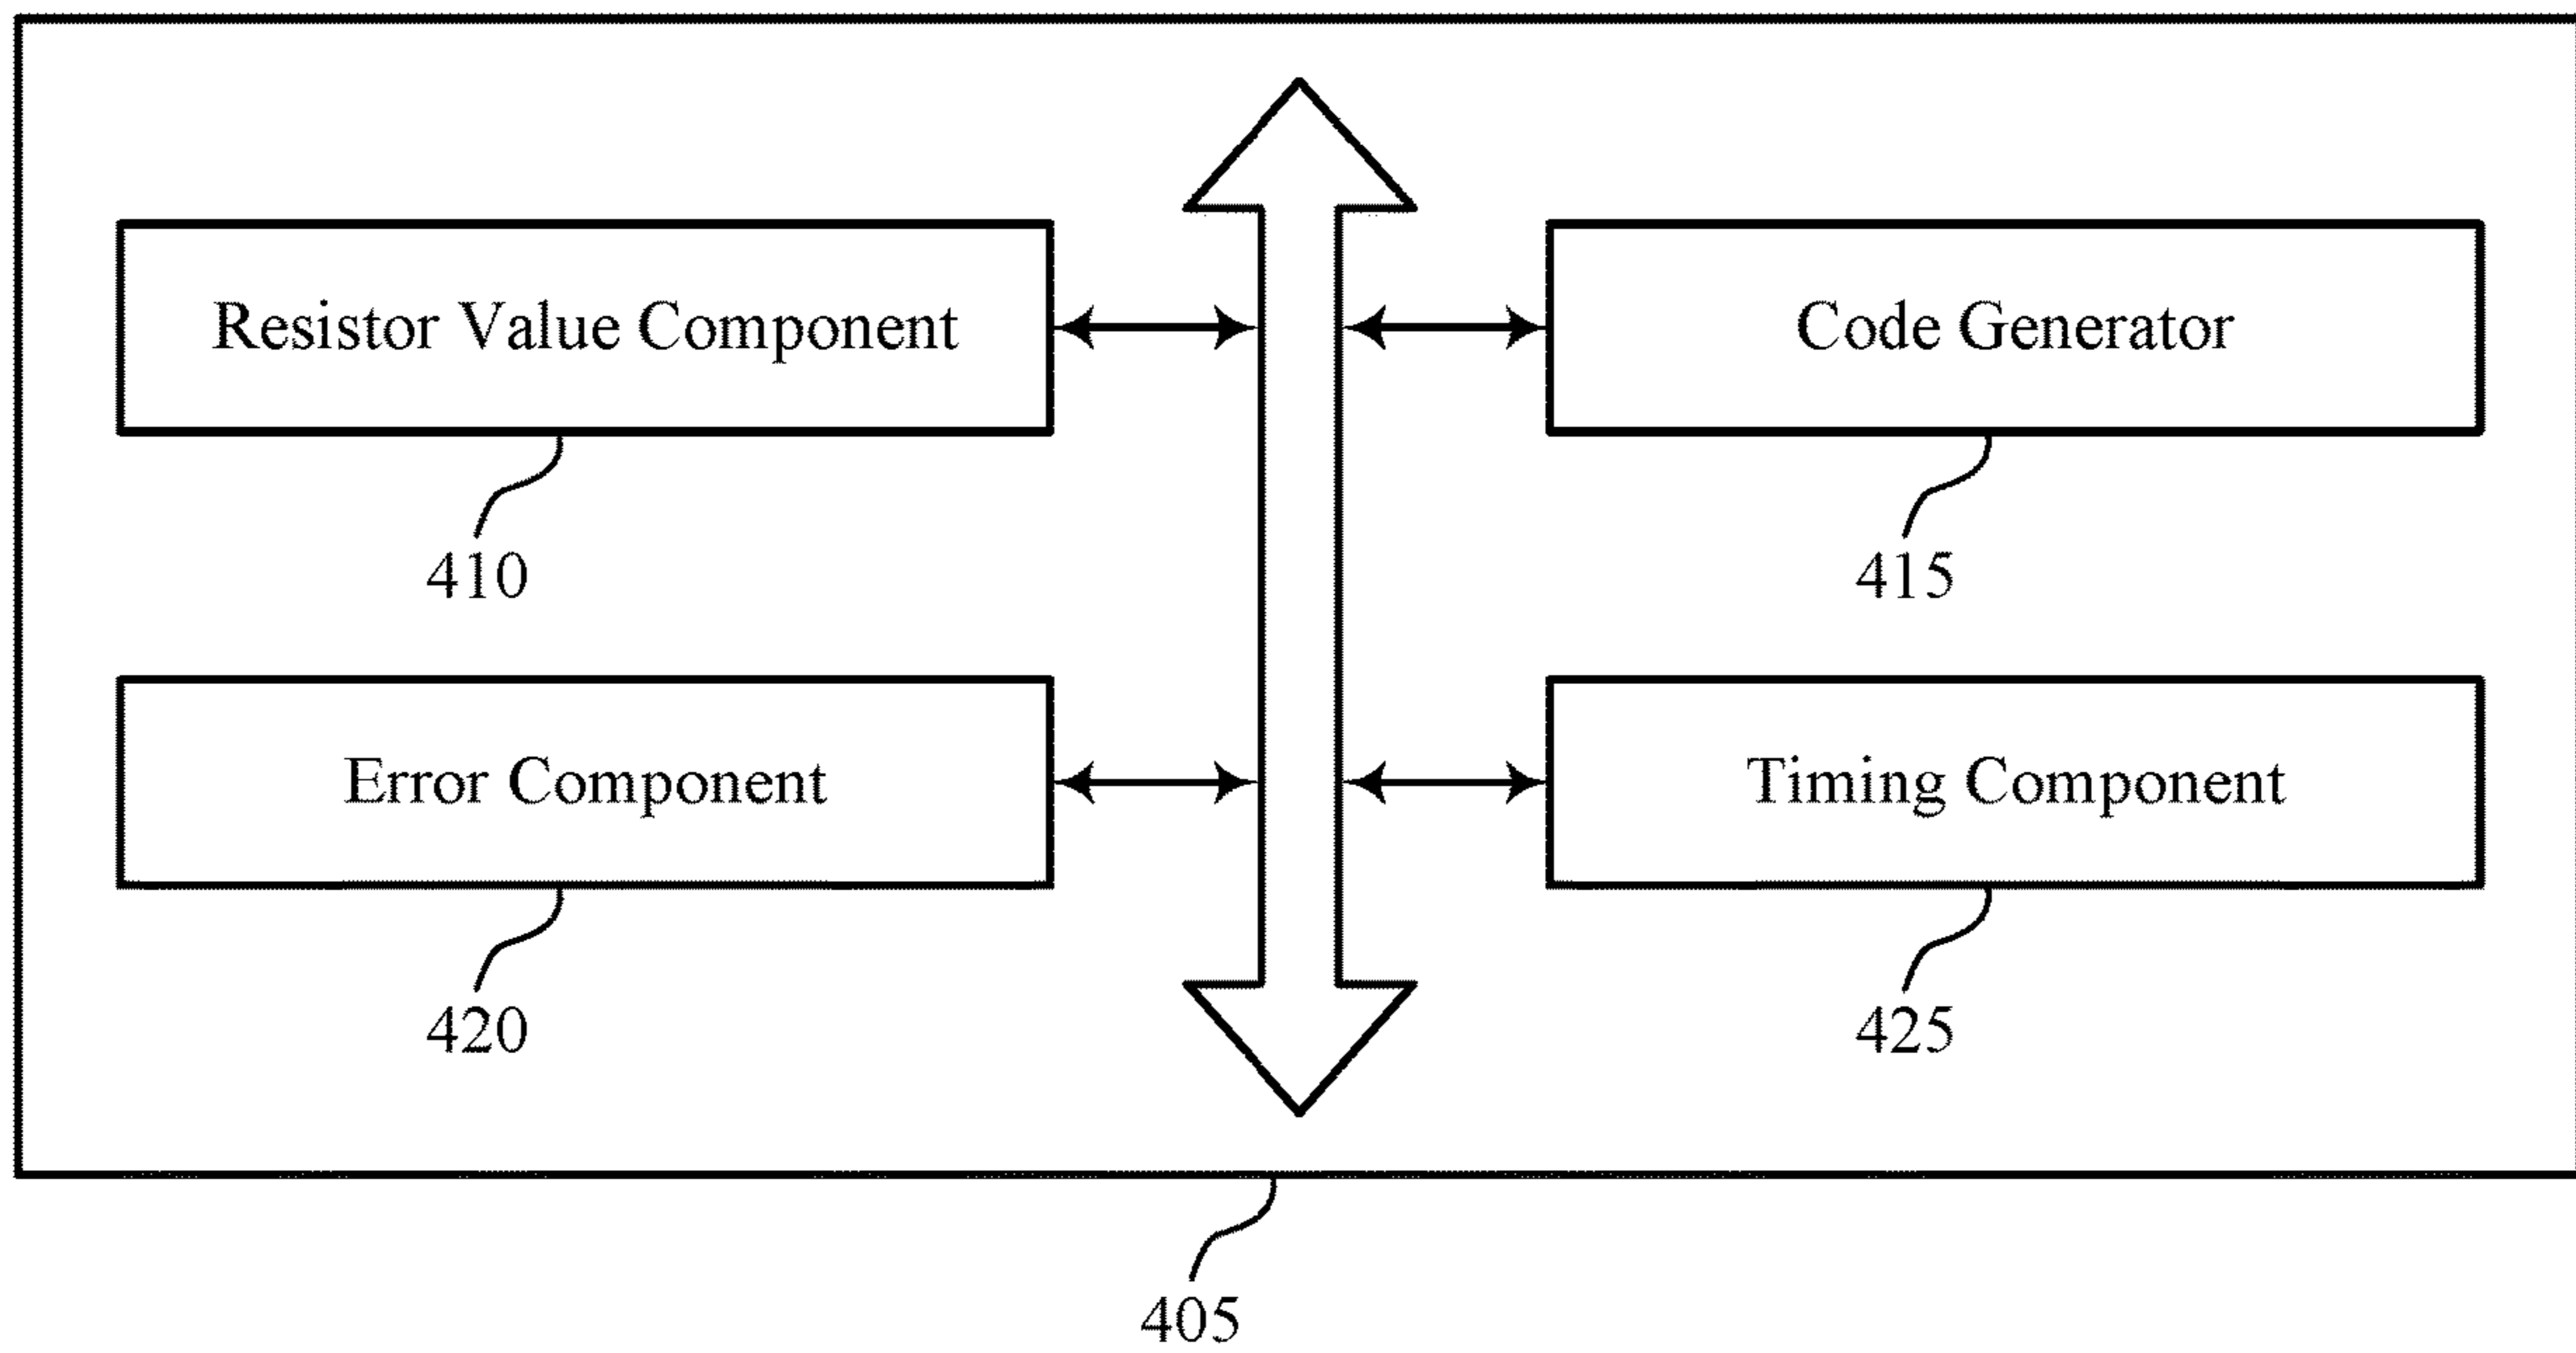 Resistor Value Component
Code Generator
410
415
Error Component
Timing Component
420
425
405